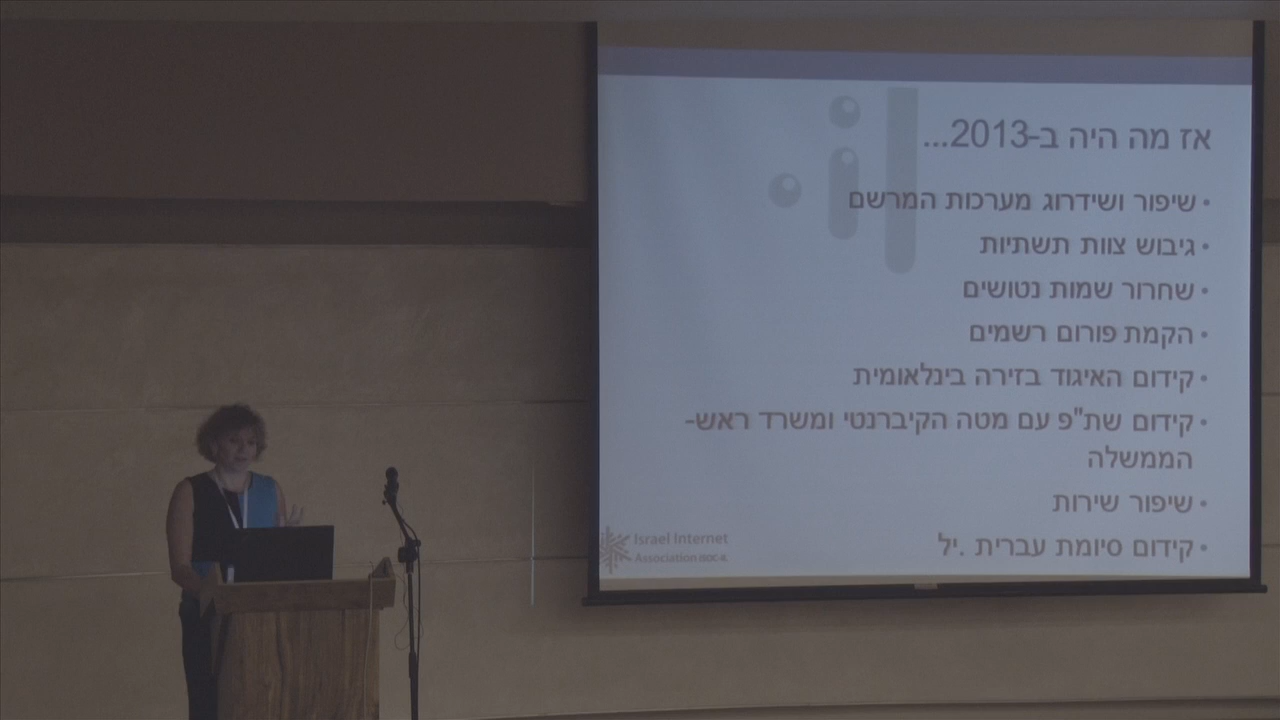 אז מה היה ב-2013...
• שיפור ושידרוג מערכות המרשם
• גיבוש צוות תשתיות
• שחרור שמות נטושים
• הקמת פורום רשמים
• קידום האיגוד בזירה בינלאומית
• קידום שת"פ עם מטה הקיברנטי ומשרד ראש-
הממשלה
• שיפור שירות
• קידום סיומת עברית .יל
Israel Internet
Association ISOC-IL